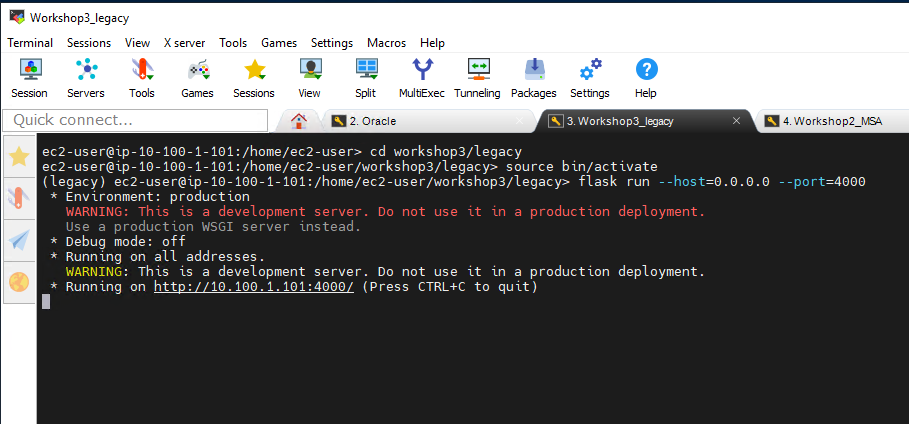 Workshop3_legacy
Terminal Sessions View X server Tools Games Settings Macros Help
Session Servers Tools Games Sessions View Split MultiExec Tunneling Packages Settings Help
Quick connect...
2. Oracle
3. Workshop3_legacy
4. Workshop2_MSA
ec2-user@ip-10-100-1-101:/home/ec2-user> cd workshop3/legacy
ec2-user@ip-10-100-1-101:/home/ec2-user/workshop3/legacy> source bin/activate
(legacy) ec2-user@ip-10-100-1-101:/home/ec2-user/workshop3/legacy> flask run --host=0.0.0.0 --port=4000
* Environment: production
WARNING: This is a development server. Do not use it in a production deployment.
Use a production WSGI server instead.
* Debug mode: off
* Running on all addresses.
WARNING: This is a development server. Do not use it in a production deployment.
* Running on http://10.100.1.101:4000/ (Press CTRL+C to quit)